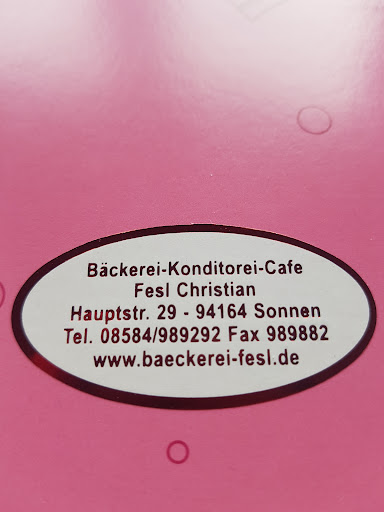 Bäckerei-Konditorei-Cafe
Fesl Christian
Hauptstr. 29 - 94164 Sonnen
Tel. 08584/989292 Fax 989882
www.baeckerei-fesl.de